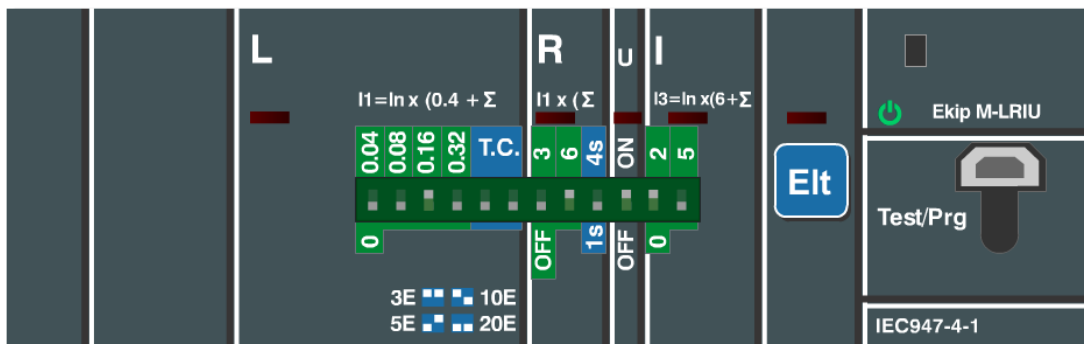 L
R
U
I
I1=In x (0.4 + Σ
I1 x (Σ
I3=In x(6+Σ
Ekip M-LRIU
0.04
0.08
0.16
0.32
T.C.
3
6
4s
ON
2
5
Elt
Test/Prg
0
OFF
1s
OFF
0
3E
10E
5E
20E
IEC947-4-1